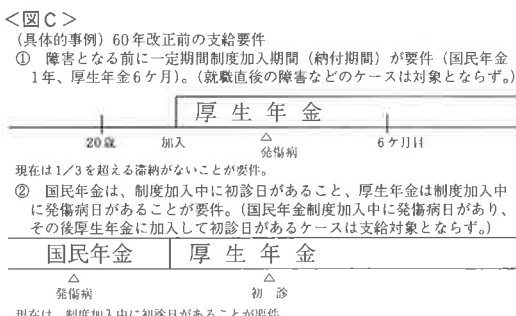 <図C>
(具体的事例) 60年改正前の支給要件
① 障害となる前に一定期間制度加入期間(納付期間)が要件(国民年金
1年、厚生年金6ケ月)。(就職直後の障害などのケースは対象とならず。)
厚生年金
20歳 加入 △ 6ケ月目
発傷病
現在は1/3を超える滞納がないことが要件。
② 国民年金は、制度加入中に初診日があること、厚生年金は制度加入中
に発傷病日があることが要件。(国民年金制度加入中に発傷病日があり、
その後厚生年金に加入して初診日があるケースは支給対象とならず。)
国民年金 厚生年金
△ △
発傷病 初診
現在は、制度加入中に初診日があることが要件。